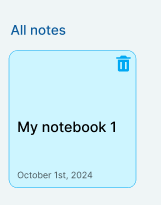 All notes
My notebook 1
October 1st, 2024